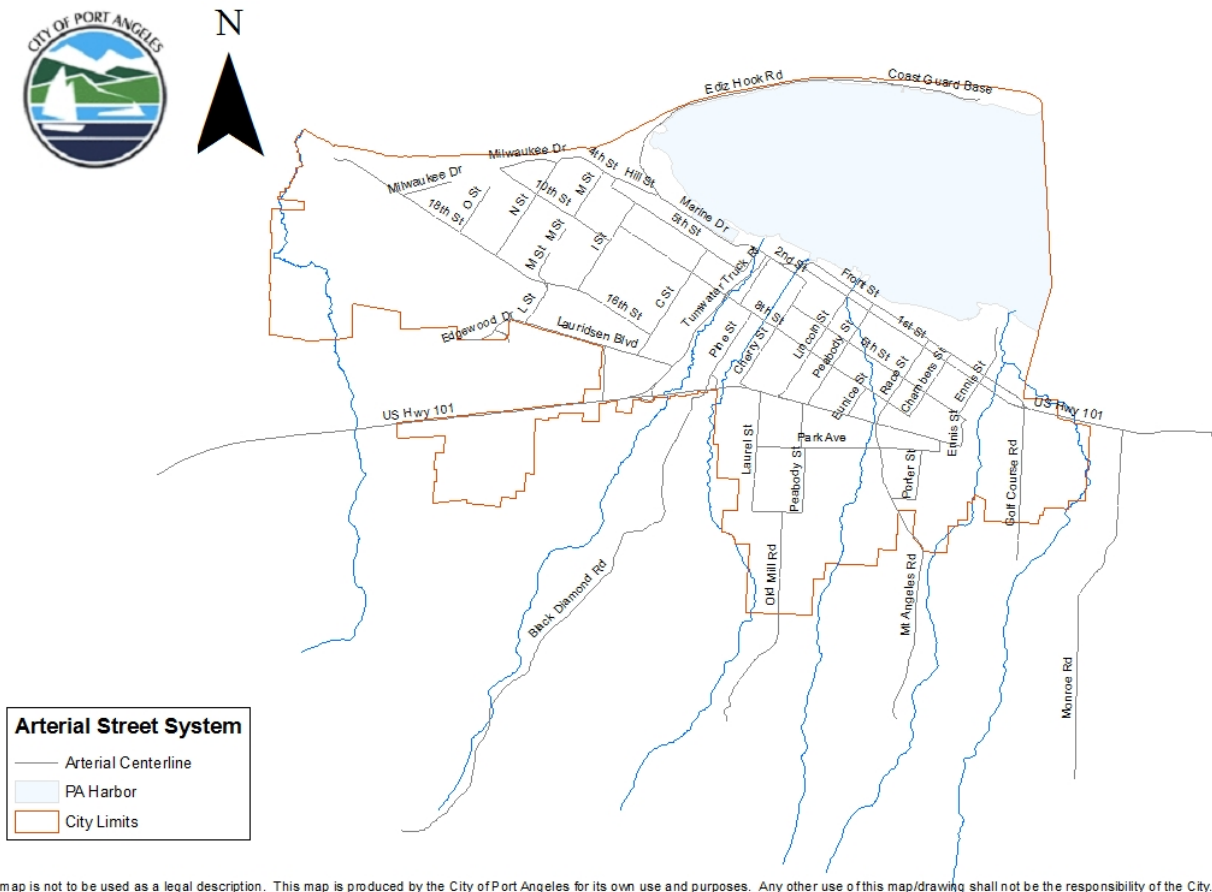 CITY OF PORT ANGELES
N
Ediz Hook Rd
Coast Guard Base
Milwaukee Dr
4th St
Hill St
Milwaukee Dr
O St
N St
10th St
M St
18th St
Marine Dr
5th St
M St
M St
I St
2nd St
Tumwater Truck
Front St
16th St
C St
L St
Edgewood Dr
Lauridsen Blvd
8th St
1st St
Pine St
Cherry St
Lincoln St
Peabody St
6th St
Race St
Chambers St
Ennis St
Eunice St
US Hwy 101
US Hwy 101
Park Ave
Ennis St
Laurel St
Peabody St
Porter St
Golf Course Rd
Black Diamond Rd
Old Mill Rd
Mt Angeles Rd
Monroe Rd
Arterial Street System
Arterial Centerline
PA Harbor
City Limits
map is not to be used as a legal description. This map is produced by the City of Port Angeles for its own use and purposes. Any other use of this map/drawing shall not be the responsibility of the City.